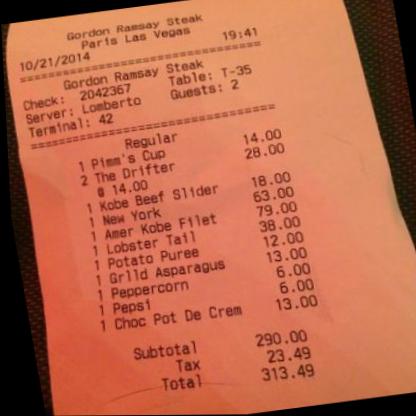 Gordon Ramsay Steak
Paris Las Vegas
10/21/2014 19:41
Gordon Ramsay Steak
Check: 2042367 Table: T-35
Server: Lomberto Guests: 2
Terminal: 42
Regular
1 Pimm's Cup 14.00
2 The Drifter 28.00
@ 14.00
1 Kobe Beef Slider 18.00
1 New York 63.00
1 Amer Kobe Filet 79.00
1 Lobster Tail 38.00
1 Potato Puree 12.00
1 Grlld Asparagus 13.00
1 Peppercorn 6.00
1 Pepsi 6.00
1 Choc Pot De Crem 13.00
Subtotal 290.00
Tax 23.49
Total 313.49